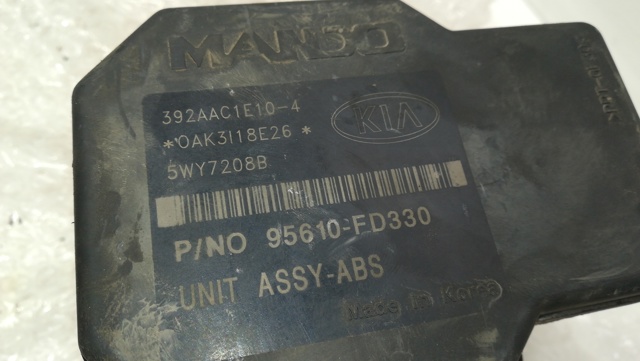 MANDO
392AAC1E10-4
*OAK3I18E26*
KIA
5WY7208B
P/NO 95610-FD330
UNIT ASSY-ABS
Made in Korea